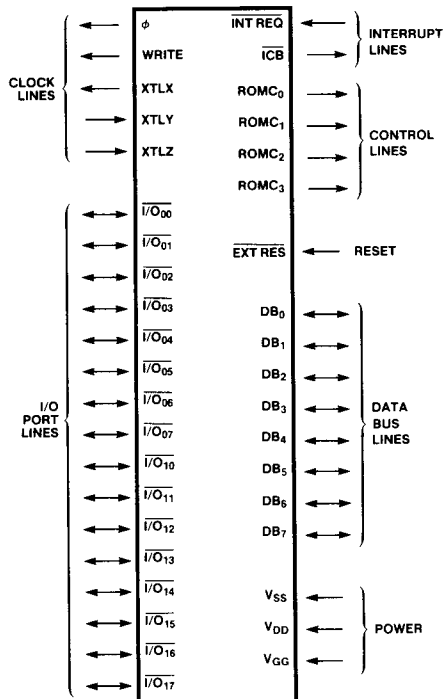 CLOCK
LINES
ϕ
WRITE
XTLX
XTLY
XTLZ
I/O
PORT
LINES
I/O₀₀
I/O₀₁
I/O₀₂
I/O₀₃
I/O₀₄
I/O₀₅
I/O₀₆
I/O₀₇
I/O₁₀
I/O₁₁
I/O₁₂
I/O₁₃
I/O₁₄
I/O₁₅
I/O₁₆
I/O₁₇
INT REQ
ICB
INTERRUPT
LINES
ROMC₀
ROMC₁
ROMC₂
ROMC₃
CONTROL
LINES
EXT RES
RESET
DB₀
DB₁
DB₂
DB₃
DB₄
DB₅
DB₆
DB₇
DATA
BUS
LINES
VSS
VDD
VGG
POWER